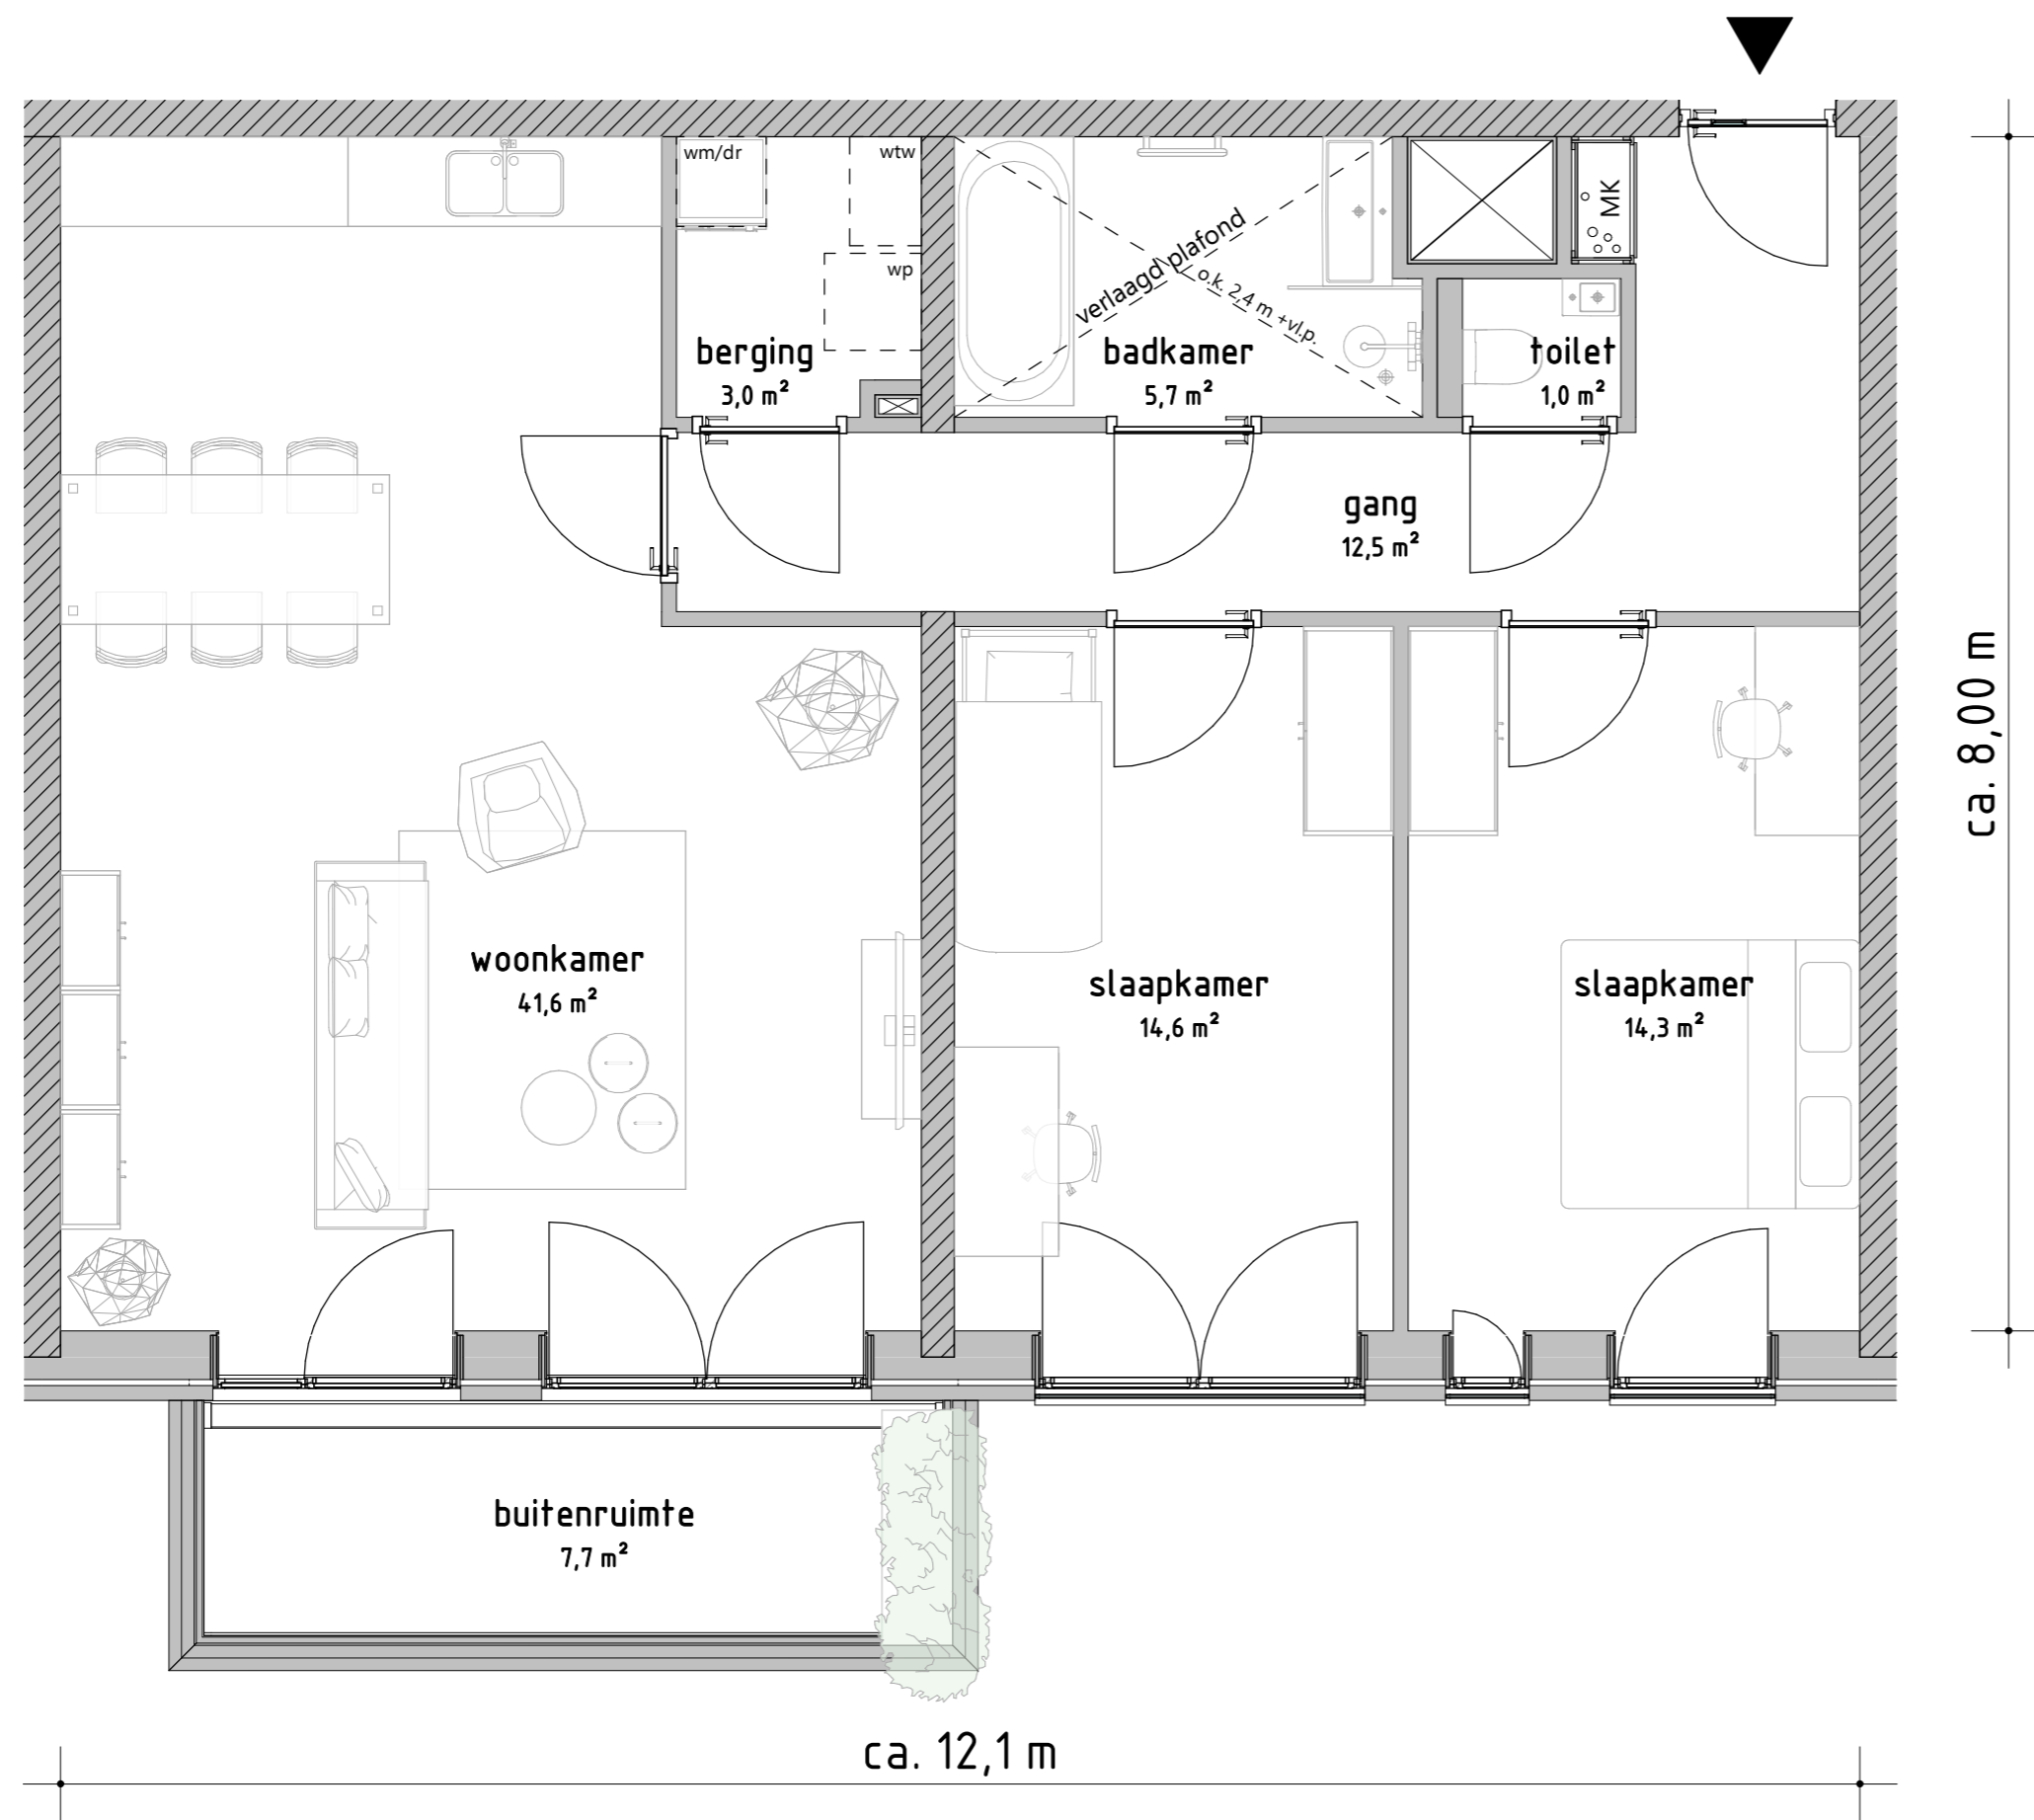 wm/dr
wtw
wp
berging
3,0 m²
verlaagd plafond
o.k. 2,4 m +vl.p.
badkamer
5,7 m²
MK
toilet
1,0 m²
gang
12,5 m²
ca. 8,00 m
woonkamer
41,6 m²
slaapkamer
14,6 m²
slaapkamer
14,3 m²
buitenruimte
7,7 m²
ca. 12,1 m